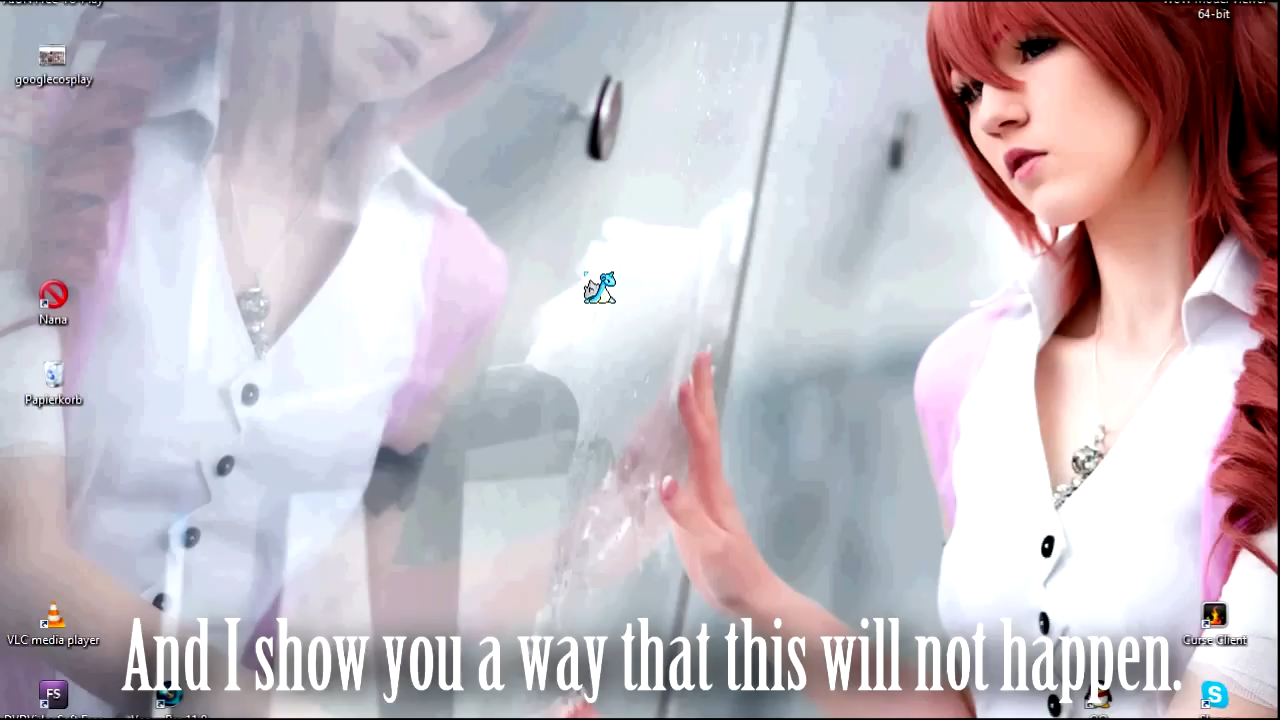 64-bit
googlecosplay
Nana
Papierkorb
VLC media player
Curse Client
And I show you a way that this will not happen.
FS
S